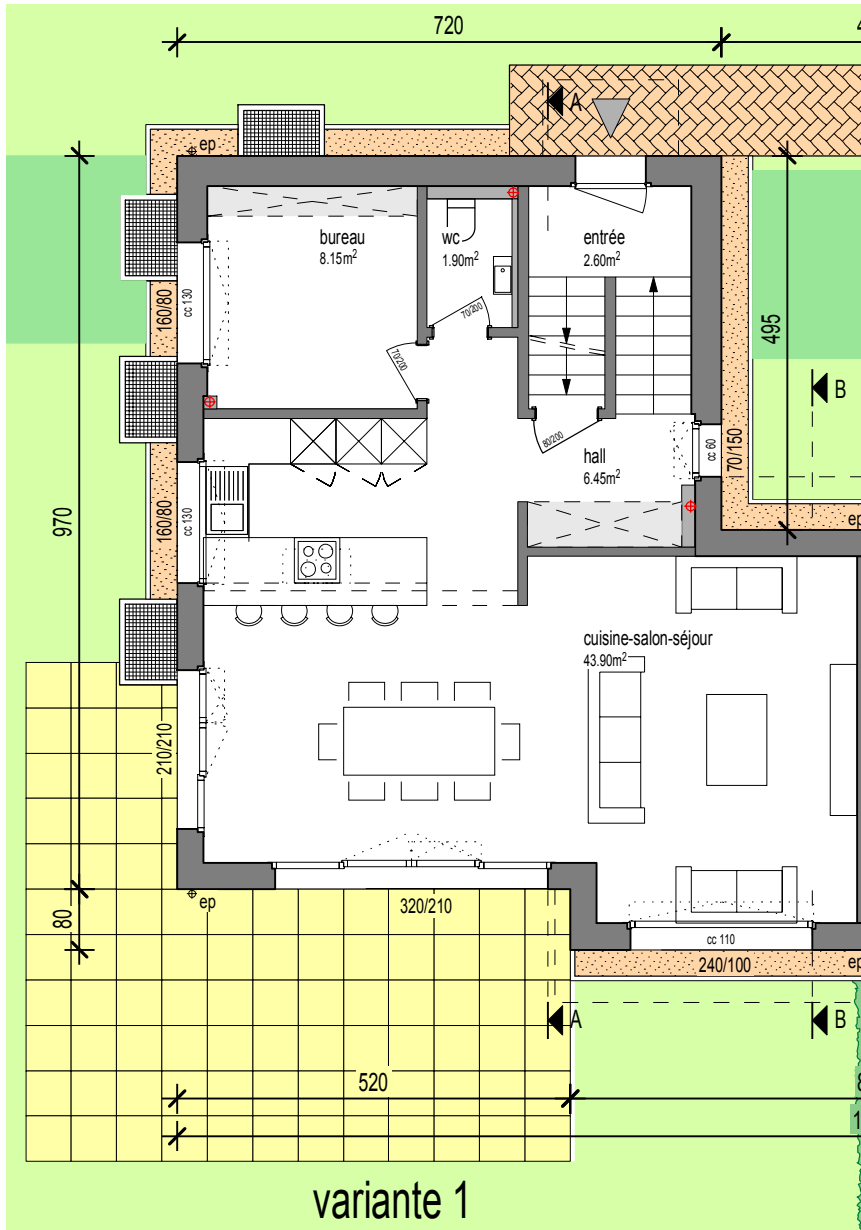 720
4
A
ep
bureau
8.15m²
wc
1.90m²
entrée
2.60m²
160/80
cc 130
70/200
70/200
495
B
80/200
hall
6.45m²
cc 60
70/150
970
160/80
cc 130
ep
cuisine-salon-séjour
43.90m²
210/210
80
ep
320/210
cc 110
240/100
ep
A
B
520
1
variante 1